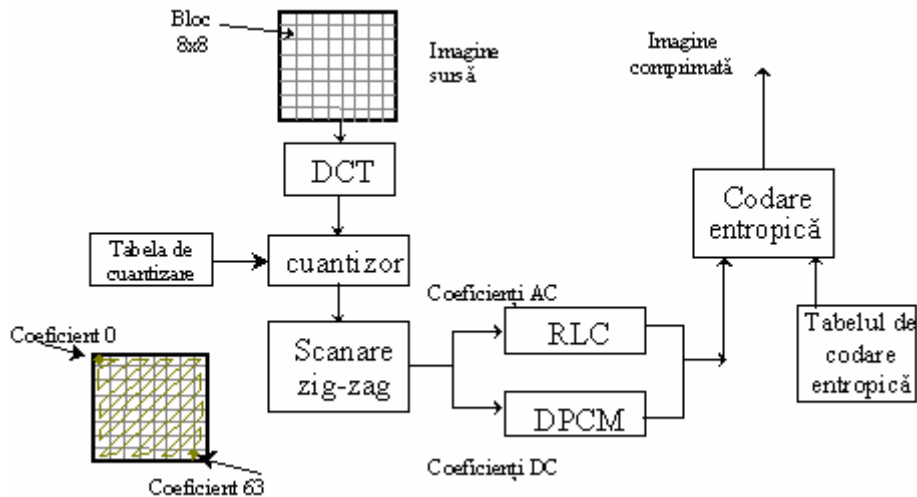 Bloc
8x8
Imagine
sursă
Imagine
comprimată
DCT
Codare
entropică
Tabela de
cuantizare
cuantizor
Coeficienți AC
Coeficient 0
Scanare
zig-zag
RLC
Tabelul de
codare
entropică
DPCM
Coeficienți DC
Coeficient 63